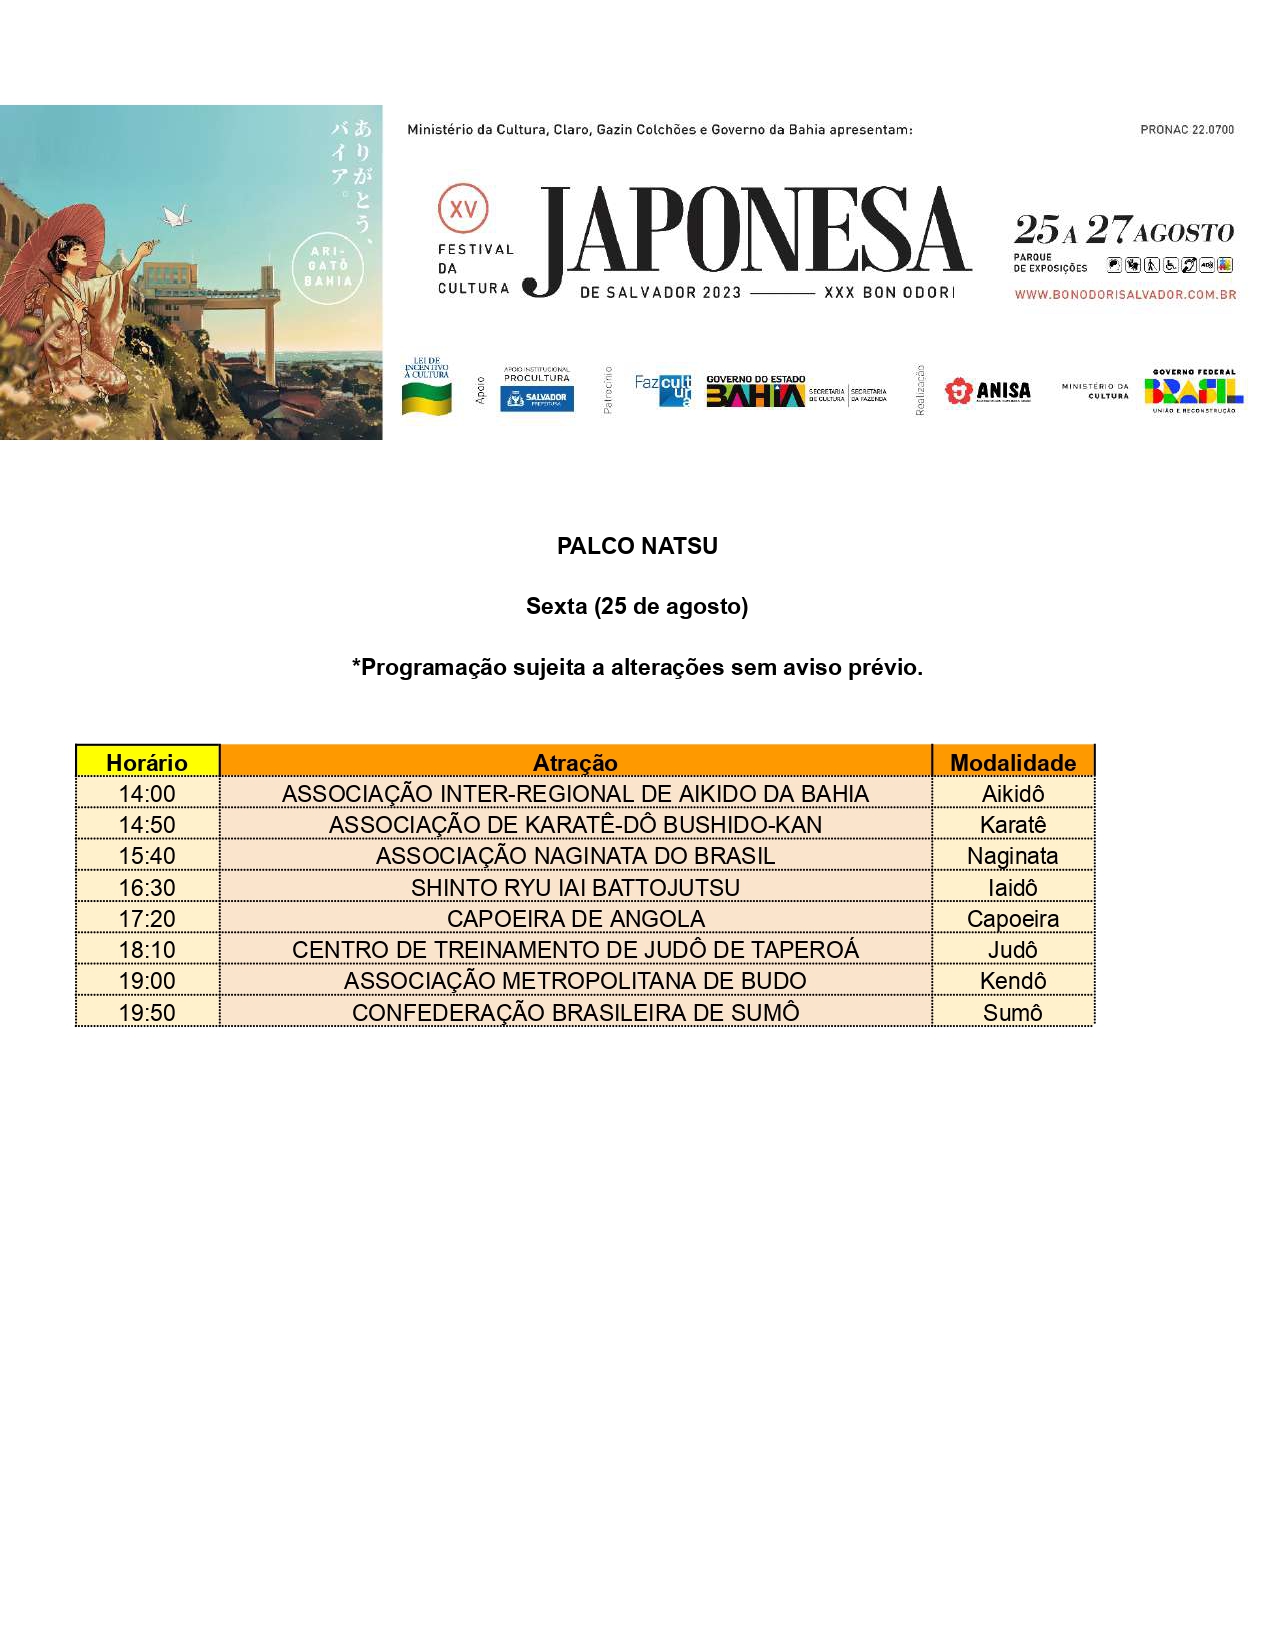 ありがとう、
バイア。
ARI-
GATÔ
BAHIA
Ministério da Cultura, Claro, Gazin Colchões e Governo da Bahia apresentam:
PRONAC 22.0700
XV
FESTIVAL
DA
CULTURA
JAPONESA
DE SALVADOR 2023 XXX BON ODORI
25 A 27 AGOSTO
PARQUE
DE EXPOSIÇÕES
WWW.BONODORISALVADOR.COM.BR
LEI DE
INCENTIVO
À CULTURA
Apoio
APOIO INSTITUCIONAL
PROCULTURA
SALVADOR
PREFEITURA
Patrocínio
Fazcultura
GOVERNO DO ESTADO
BAHIA
SECRETARIA
DE CULTURA
SECRETARIA
DA FAZENDA
Realização
ANISA
MINISTÉRIO DA
CULTURA
GOVERNO FEDERAL
BRASIL
UNIÃO E RECONSTRUÇÃO
PALCO NATSU
Sexta (25 de agosto)
*Programação sujeita a alterações sem aviso prévio.
Horário Atração Modalidade
14:00 ASSOCIAÇÃO INTER-REGIONAL DE AIKIDO DA BAHIA Aikidô
14:50 ASSOCIAÇÃO DE KARATÊ-DÔ BUSHIDO-KAN Karatê
15:40 ASSOCIAÇÃO NAGINATA DO BRASIL Naginata
16:30 SHINTO RYU IAI BATTOJUTSU Iaidô
17:20 CAPOEIRA DE ANGOLA Capoeira
18:10 CENTRO DE TREINAMENTO DE JUDÔ DE TAPEROÁ Judô
19:00 ASSOCIAÇÃO METROPOLITANA DE BUDO Kendô
19:50 CONFEDERAÇÃO BRASILEIRA DE SUMÔ Sumô